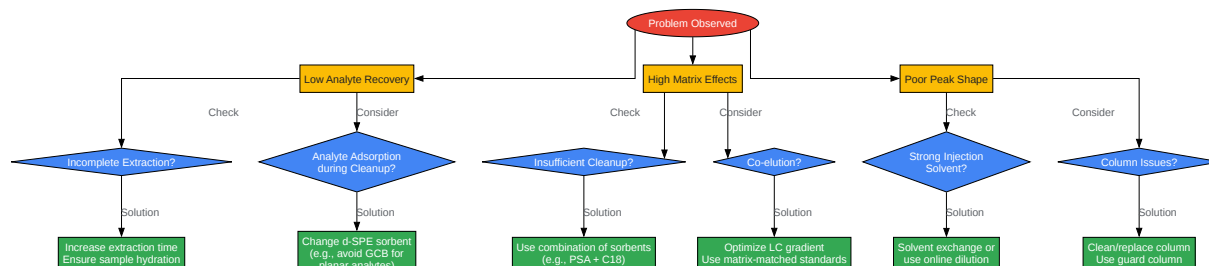 Problem Observed
Low Analyte Recovery
High Matrix Effects
Poor Peak Shape
Check
Consider
Check
Consider
Check
Consider
Incomplete Extraction?
Analyte Adsorption
during Cleanup?
Insufficient Cleanup?
Co-elution?
Strong Injection
Solvent?
Column Issues?
Solution
Solution
Solution
Solution
Solution
Solution
Increase extraction time
Ensure sample hydration
Change d-SPE sorbent
(e.g., avoid GCB for
planar analytes)
Use combination of sorbents
(e.g., PSA + C18)
Optimize LC gradient
Use matrix-matched standards
Solvent exchange or
use online dilution
Clean/replace column
Use guard column